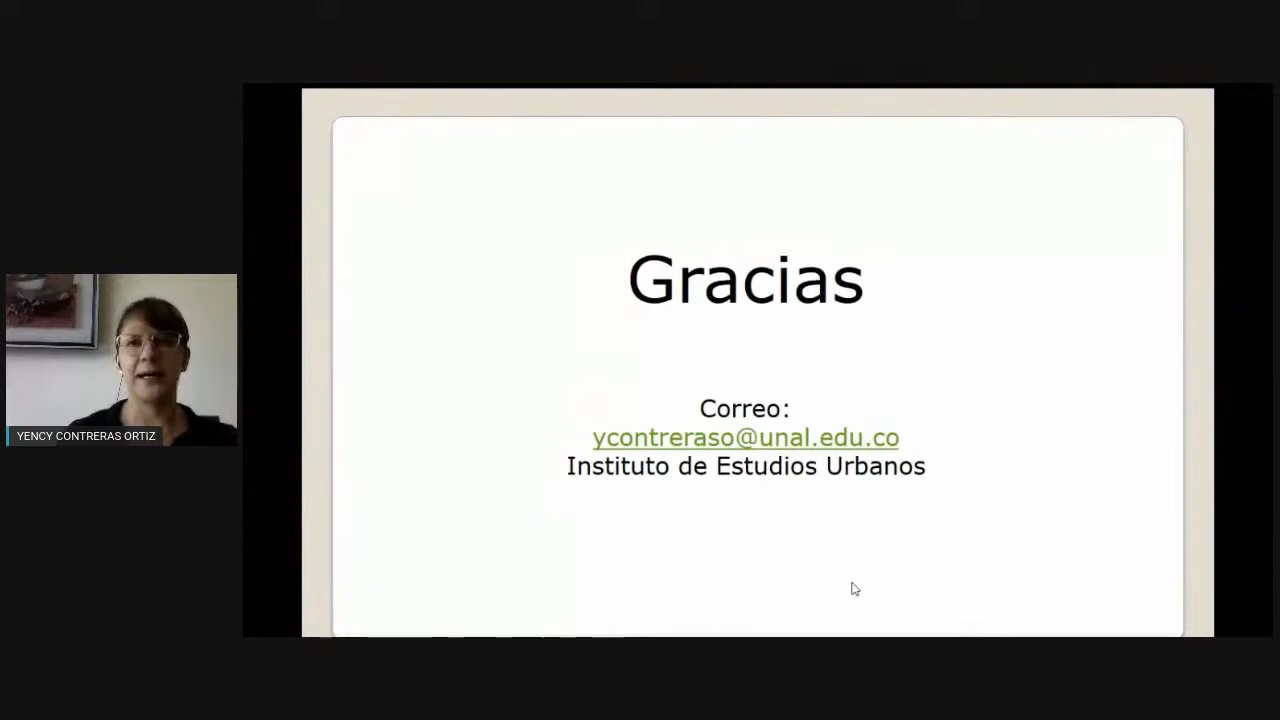 Gracias
Correo:
ycontreraso@unal.edu.co
Instituto de Estudios Urbanos
YENCY CONTRERAS ORTIZ